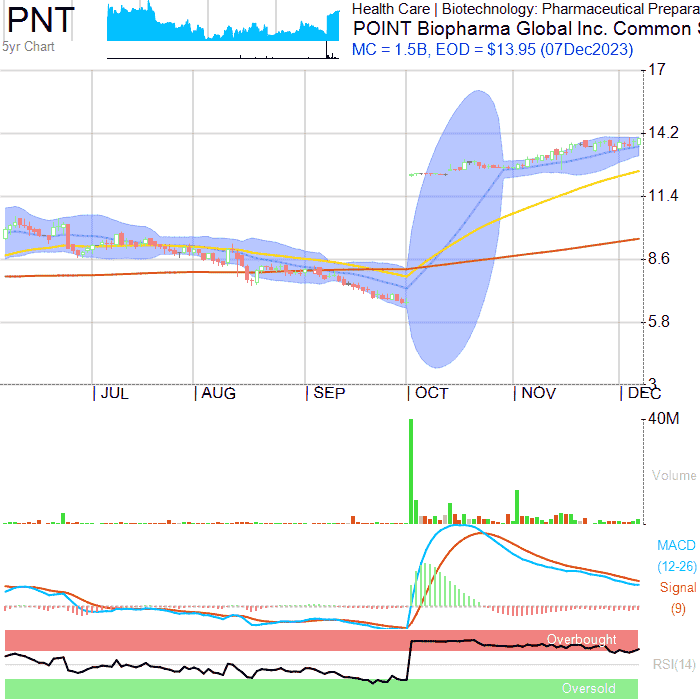 PNT
5yr Chart
Health Care | Biotechnology: Pharmaceutical Prepara
POINT Biopharma Global Inc. Common S
MC = 1.5B, EOD = $13.95 (07Dec2023)
17
14.2
11.4
8.6
5.8
3
JUL AUG SEP OCT NOV DEC
40M
Volume
MACD
(12-26)
Signal
(9)
Overbought
RSI(14)
Oversold